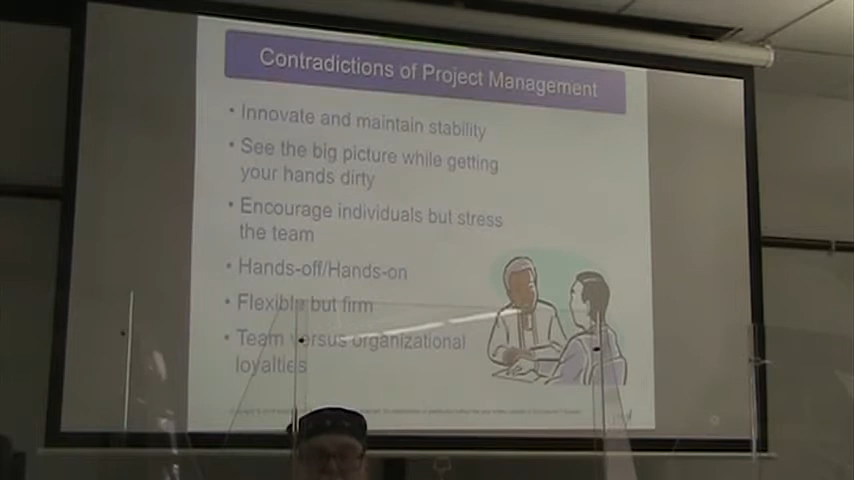 Contradictions of Project Management
• Innovate and maintain stability
• See the big picture while getting
your hands dirty
• Encourage individuals but stress
the team
• Hands-off/Hands-on
• Flexible but firm
• Team versus organizational
loyalties